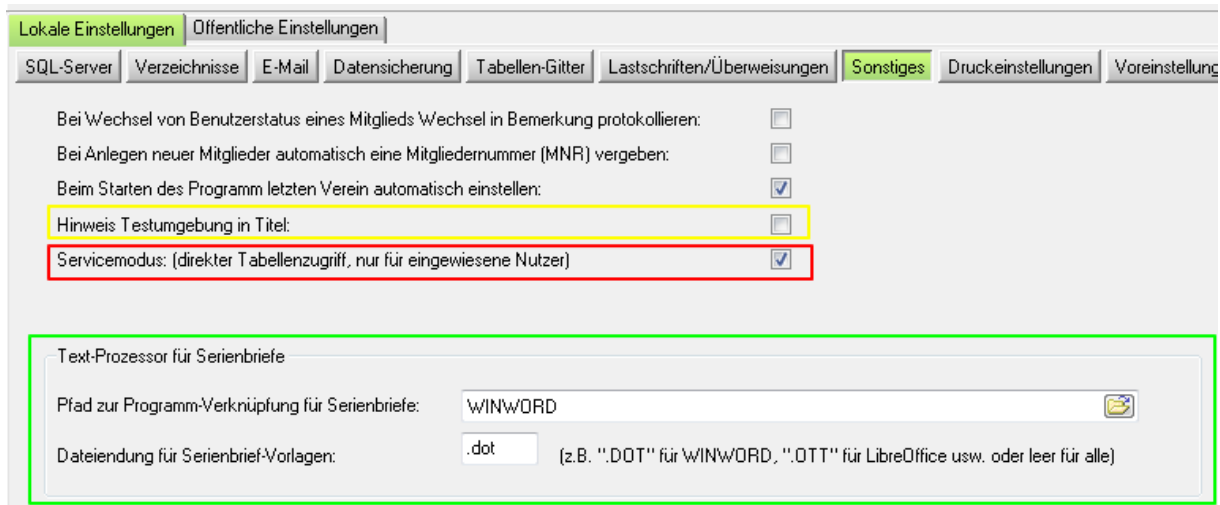 Lokale Einstellungen Öffentliche Einstellungen
SQL-Server Verzeichnisse E-Mail Datensicherung Tabellen-Gitter Lastschriften/Überweisungen Sonstiges Druckeinstellungen Voreinstellung
Bei Wechsel von Benutzerstatus eines Mitglieds Wechsel in Bemerkung protokollieren:
Bei Anlegen neuer Mitglieder automatisch eine Mitgliedernummer (MNR) vergeben:
Beim Starten des Programm letzten Verein automatisch einstellen:
Hinweis Testumgebung in Titel:
Servicemodus: (direkter Tabellenzugriff, nur für eingewiesene Nutzer)
Text-Prozessor für Serienbriefe
Pfad zur Programm-Verknüpfung für Serienbriefe: WINWORD
Dateiendung für Serienbrief-Vorlagen: .dot (z.B. ".DOT" für WINWORD, ".OTT" für LibreOffice usw. oder leer für alle)